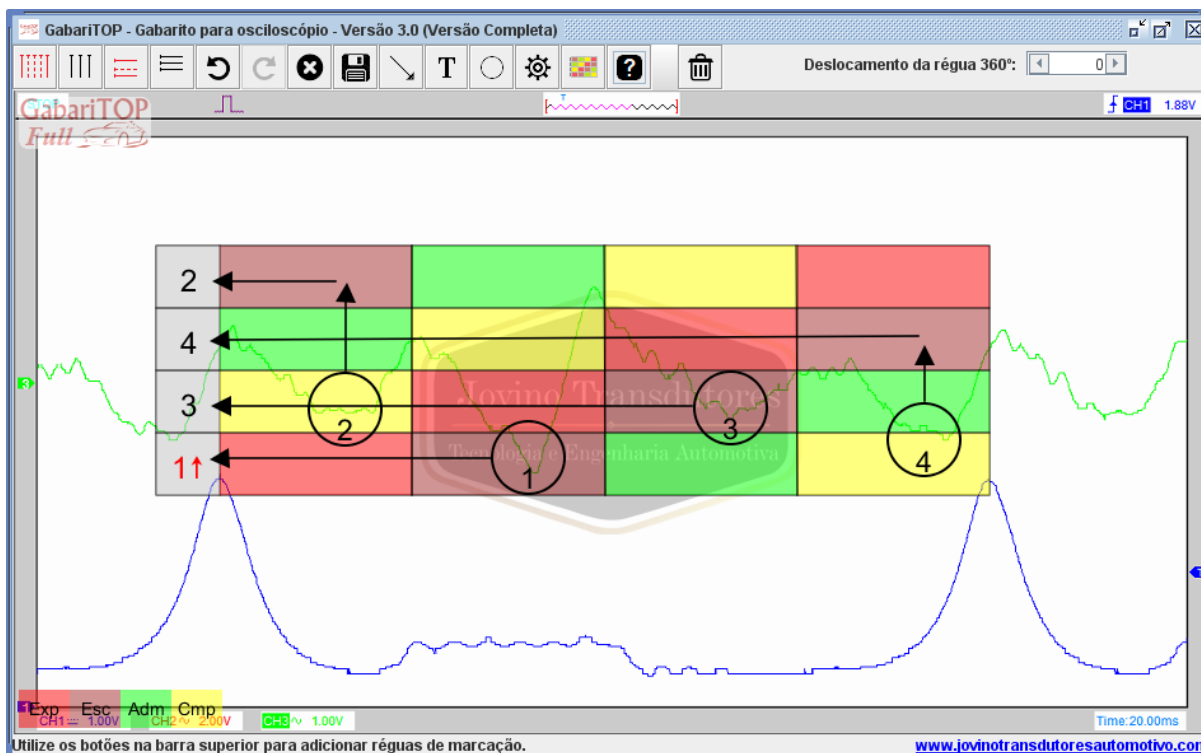 GabariTOP - Gabarito para osciloscópio - Versão 3.0 (Versão Completa)
T
?
Deslocamento da régua 360°:
0
GabariTOP
Full
T
CH1
1.88V
2
4
3
3
1↑
2
1
3
4
Jovino Transdutores
Tecnologia e Engenharia Automotiva
1
Exp Esc Adm Cmp
CH1 1.00V
CH2 2.00V
CH3 1.00V
Time:20.00ms
Utilize os botões na barra superior para adicionar réguas de marcação.
www.jovinotransdutoresautomotivo.com